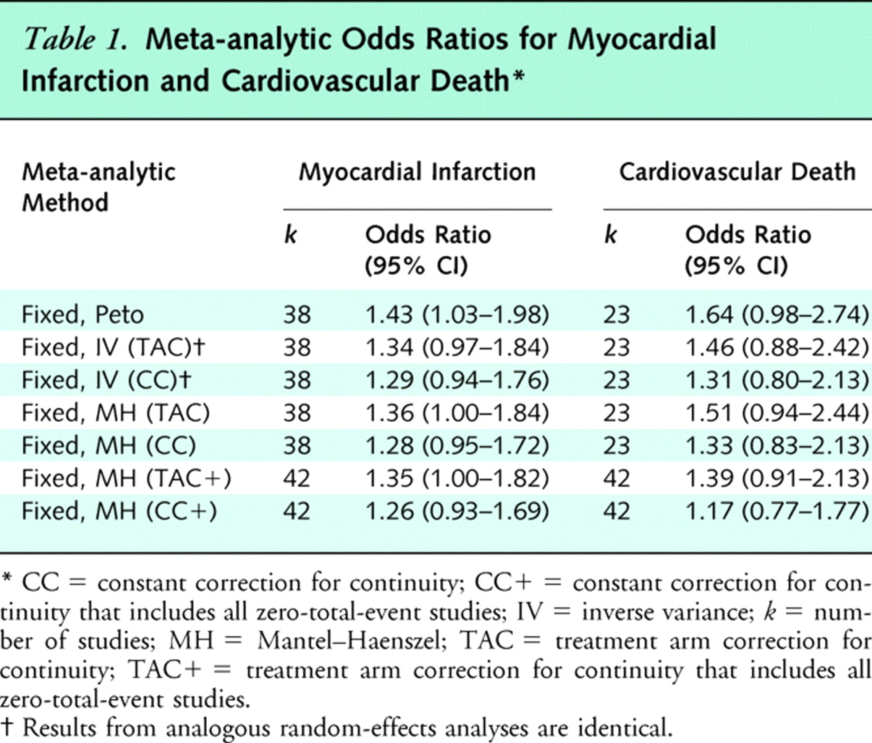 Table 1. Meta-analytic Odds Ratios for Myocardial
Infarction and Cardiovascular Death*
Meta-analytic Method Myocardial Infarction Cardiovascular Death
k Odds Ratio (95% CI) k Odds Ratio (95% CI)
Fixed, Peto 38 1.43 (1.03–1.98) 23 1.64 (0.98–2.74)
Fixed, IV (TAC)† 38 1.34 (0.97–1.84) 23 1.46 (0.88–2.42)
Fixed, IV (CC)† 38 1.29 (0.94–1.76) 23 1.31 (0.80–2.13)
Fixed, MH (TAC) 38 1.36 (1.00–1.84) 23 1.51 (0.94–2.44)
Fixed, MH (CC) 38 1.28 (0.95–1.72) 23 1.33 (0.83–2.13)
Fixed, MH (TAC+) 42 1.35 (1.00–1.82) 42 1.39 (0.91–2.13)
Fixed, MH (CC+) 42 1.26 (0.93–1.69) 42 1.17 (0.77–1.77)
* CC = constant correction for continuity; CC+ = constant correction for con-
tinuity that includes all zero-total-event studies; IV = inverse variance; k = num-
ber of studies; MH = Mantel–Haenszel; TAC = treatment arm correction for
continuity; TAC+ = treatment arm correction for continuity that includes all
zero-total-event studies.
† Results from analogous random-effects analyses are identical.